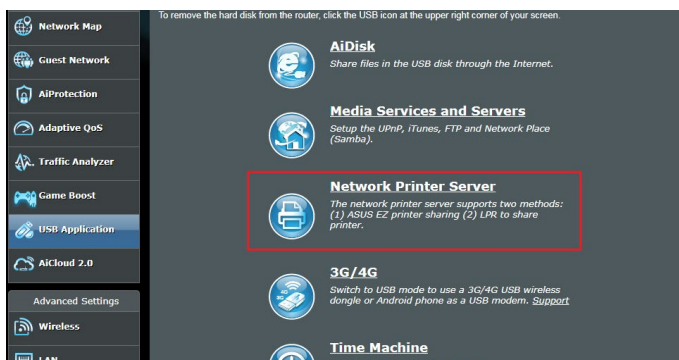 To remove the hard disk from the router, click the USB icon at the upper right corner of your screen.
Network Map
Guest Network
AiProtection
Adaptive QoS
Traffic Analyzer
Game Boost
USB Application
AiCloud 2.0
Advanced Settings
Wireless
LAN
AiDisk
Share files in the USB disk through the Internet.
Media Services and Servers
Setup the UPnP, iTunes, FTP and Network Place
(Samba).
Network Printer Server
The network printer server supports two methods:
(1) ASUS EZ printer sharing (2) LPR to share
printer.
3G/4G
Switch to USB mode to use a 3G/4G USB wireless
dongle or Android phone as a USB modem. Support
Time Machine